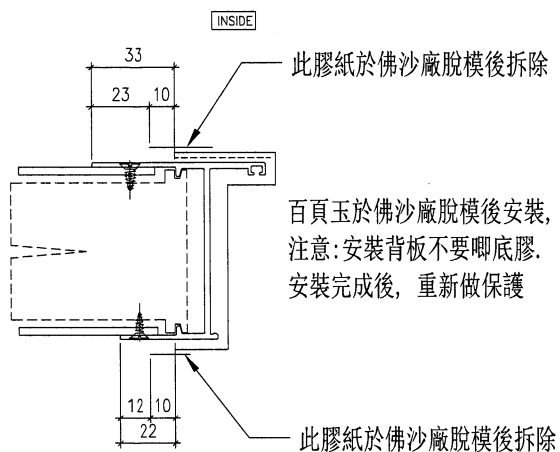 INSIDE
33
23 10
此膠紙於佛沙廠脫模後拆除
百頁玉於佛沙廠脫模後安裝,
注意:安裝背板不要唧底膠.
安裝完成後, 重新做保護
12 10
22
此膠紙於佛沙廠脫模後拆除